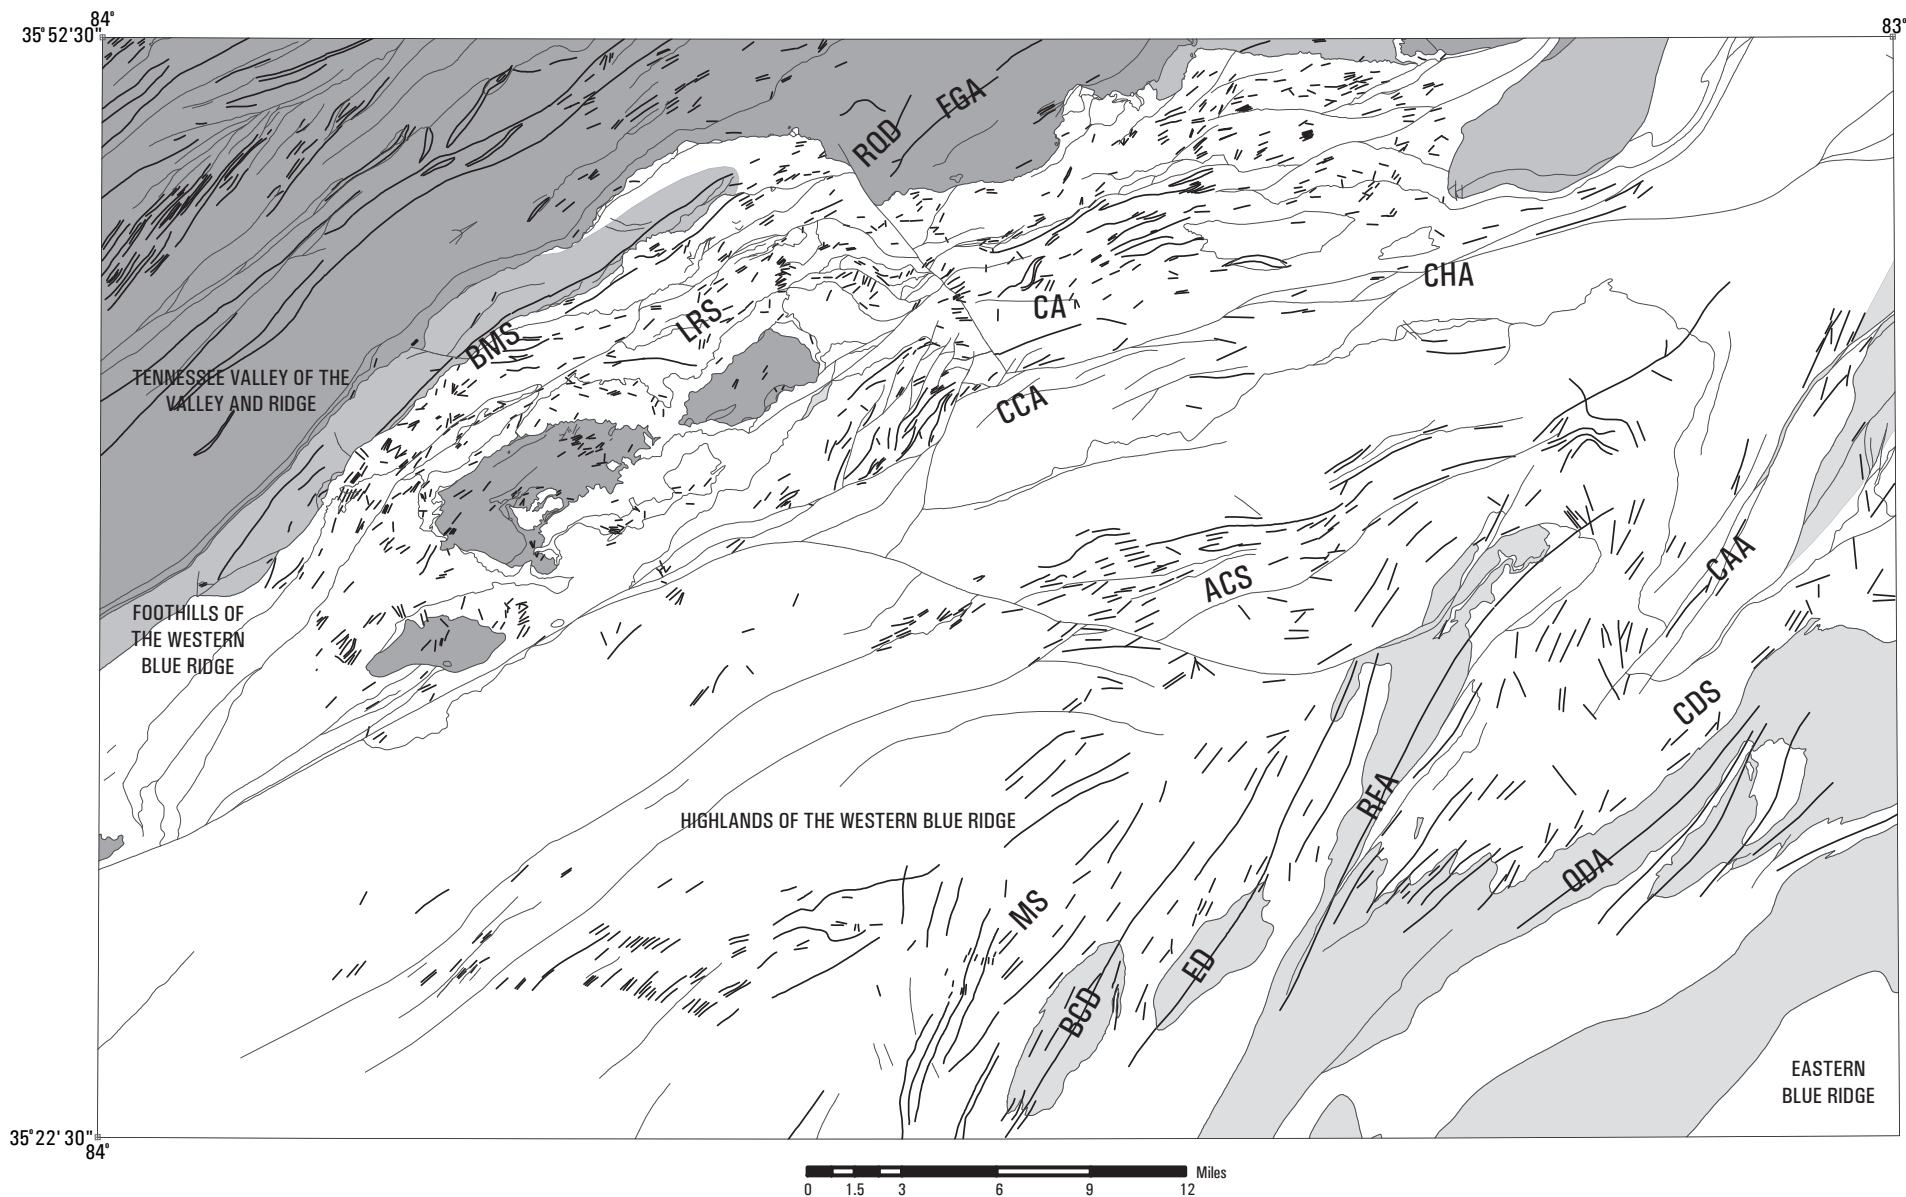 84°
83°
35°52'30"
FGA
RQD
CHA
CA
LRS
BMS
TENNESSEE VALLEY OF THE
VALLEY AND RIDGE
CCA
CAA
ACS
FOOTHILLS OF
THE WESTERN
BLUE RIDGE
CDS
RFA
HIGHLANDS OF THE WESTERN BLUE RIDGE
QDA
MS
ED
BCD
EASTERN
BLUE RIDGE
35°22'30"
84°
Miles
0 1.5 3 6 9 12